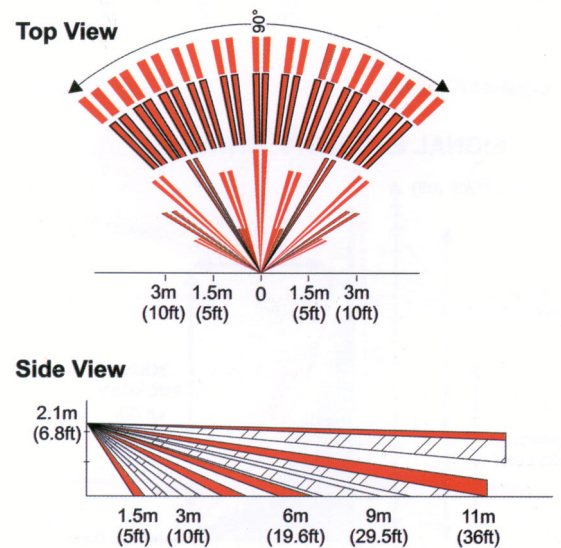 Top View
90°
3m 1.5m 0 1.5m 3m
(10ft) (5ft) (5ft) (10ft)
Side View
2.1m
(6.8ft)
1.5m 3m 6m 9m 11m
(5ft) (10ft) (19.6ft) (29.5ft) (36ft)